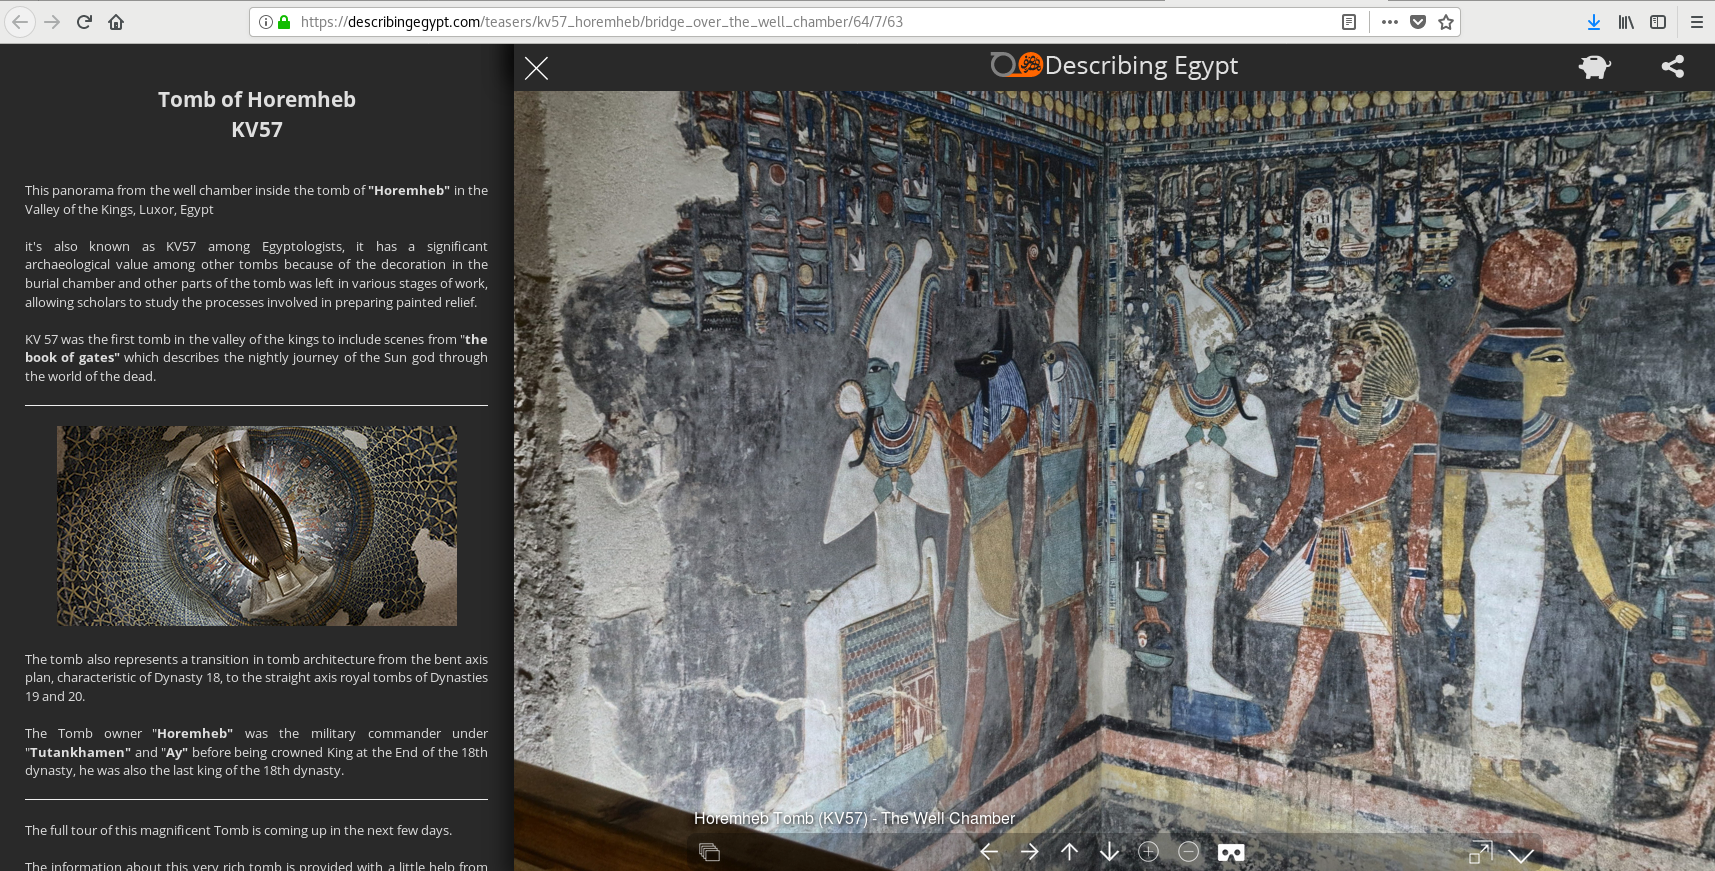 https://describingegypt.com/teasers/kv57_horemheb/bridge_over_the_well_chamber/64/7/63
Describing Egypt
Tomb of Horemheb
KV57
This panorama from the well chamber inside the tomb of "Horemheb" in the
Valley of the Kings, Luxor, Egypt
it's also known as KV57 among Egyptologists, it has a significant
archaeological value among other tombs because of the decoration in the
burial chamber and other parts of the tomb was left in various stages of work,
allowing scholars to study the processes involved in preparing painted relief.
KV 57 was the first tomb in the valley of the kings to include scenes from "the
book of gates" which describes the nightly journey of the Sun god through
the world of the dead.
The tomb also represents a transition in tomb architecture from the bent axis
plan, characteristic of Dynasty 18, to the straight axis royal tombs of Dynasties
19 and 20.
The Tomb owner "Horemheb" was the military commander under
"Tutankhamen" and "Ay" before being crowned King at the End of the 18th
dynasty, he was also the last king of the 18th dynasty.
The full tour of this magnificent Tomb is coming up in the next few days.
The information about this very rich tomb is provided with a little help from
Horemheb Tomb (KV57) - The Well Chamber